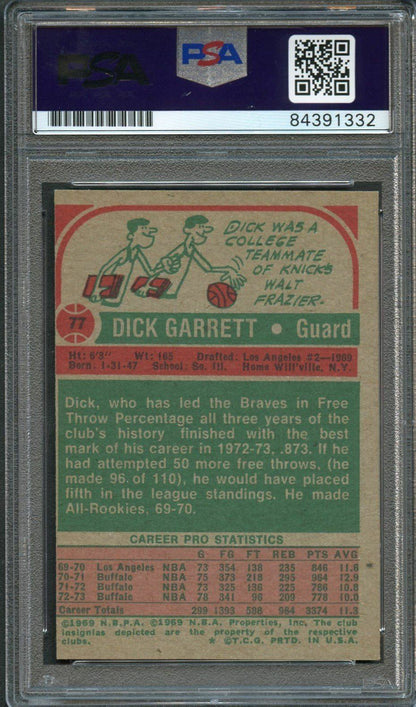 PSA
PSA
84391332
DICK WAS A
COLLEGE
TEAMMATE
OF KNICKS
WALT
FRAZIER.
77
DICK GARRETT • Guard
Ht: 6'3" Wt: 165 Drafted: Los Angeles #2—1969
Born: 1-31-47 School: So. Ill. Home Will'ville, N.Y.
Dick, who has led the Braves in Free
Throw Percentage all three years of the
club's history finished with the best
mark of his career in 1972-73, .873. If he
had attempted 50 more free throws, (he
made 96 of 110), he would have placed
fifth in the league standings. He made
All-Rookies, 69-70.
CAREER PRO STATISTICS
G FG FT REB PTS AVG
69-70 Los Angeles NBA 73 354 138 235 846 11.6
70-71 Buffalo NBA 75 373 218 295 964 12.9
71-72 Buffalo NBA 73 325 136 225 786
72-73 Buffalo NBA 78 341 96 209 778 10.0
Career Totals 299 1393 588 964 3374 11.3
©1969 N.B.P.A. ©1969 N.B.A. Properties, Inc. The club
insignias depicted are the property of the respective
clubs. * ©T.C.G. PRTD. IN U.S.A.